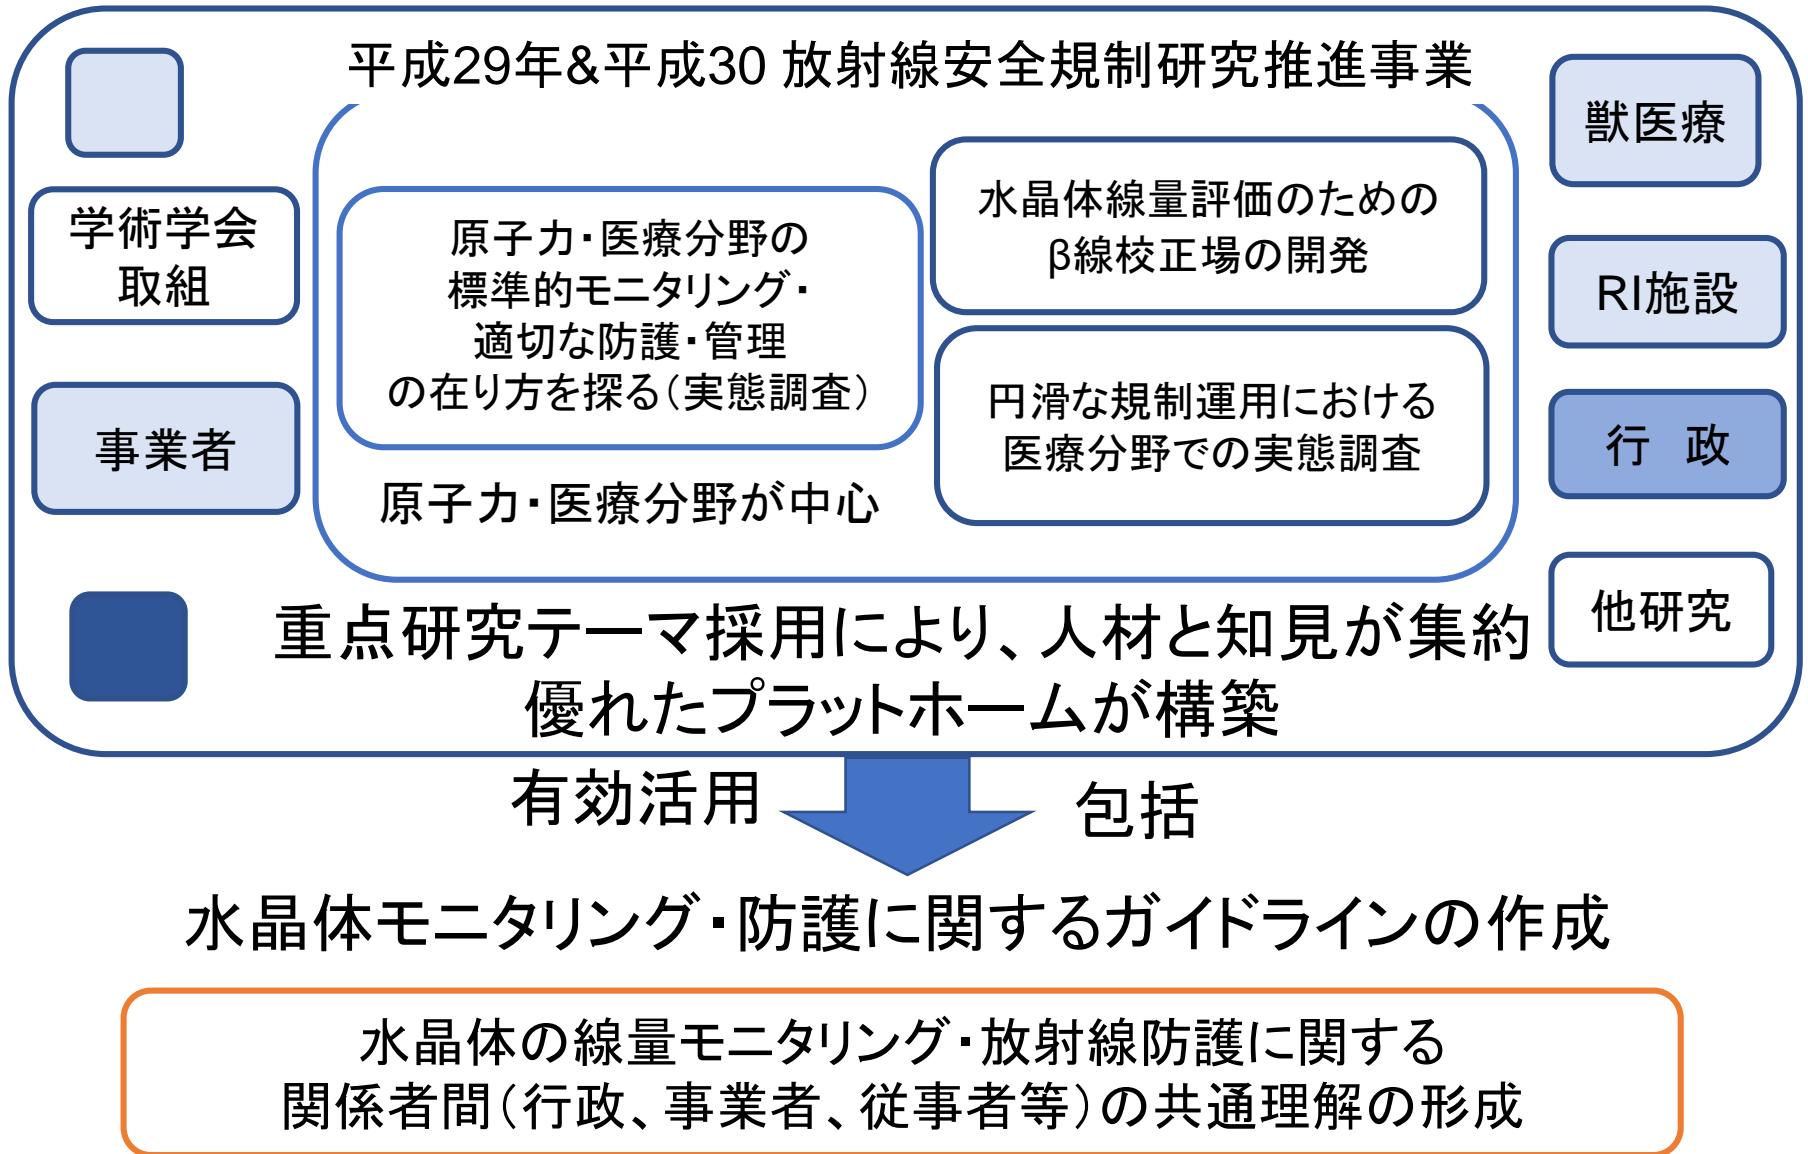 平成29年&平成30 放射線安全規制研究推進事業
学術学会
取組
事業者
原子力・医療分野の
標準的モニタリング・
適切な防護・管理
の在り方を探る（実態調査）
原子力・医療分野が中心
水晶体線量評価のための
β線校正場の開発
円滑な規制運用における
医療分野での実態調査
獣医療
RI施設
行　政
他研究
重点研究テーマ採用により、人材と知見が集約
優れたプラットホームが構築
有効活用
包括
水晶体モニタリング・防護に関するガイドラインの作成
水晶体の線量モニタリング・放射線防護に関する
関係者間（行政、事業者、従事者等）の共通理解の形成